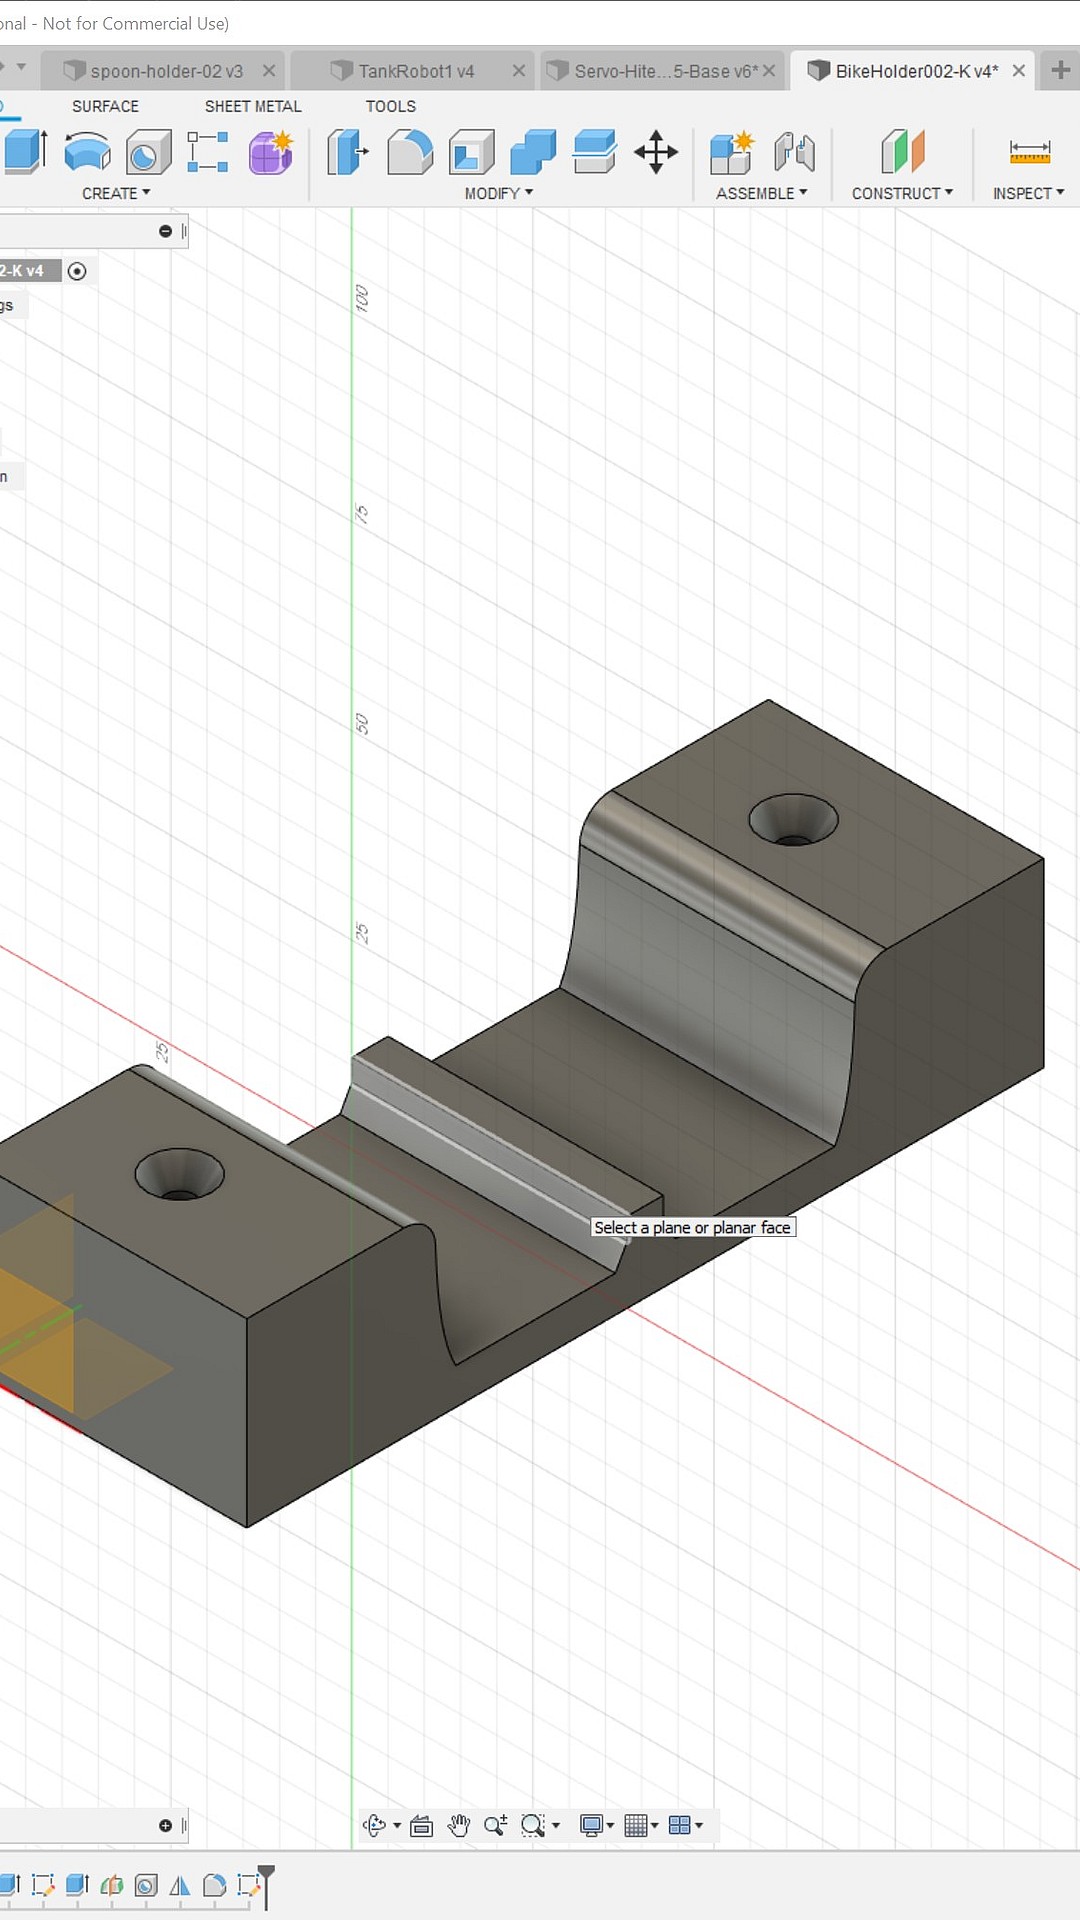 onal - Not for Commercial Use)
spoon-holder-02 v3
TankRobot1 v4
Servo-Hite...5-Base v6*
BikeHolder002-K v4*
SURFACE
SHEET METAL
TOOLS
CREATE
MODIFY
ASSEMBLE
CONSTRUCT
INSPECT
2-K v4
gs
n
100
75
50
25
25
Select a plane or planar face